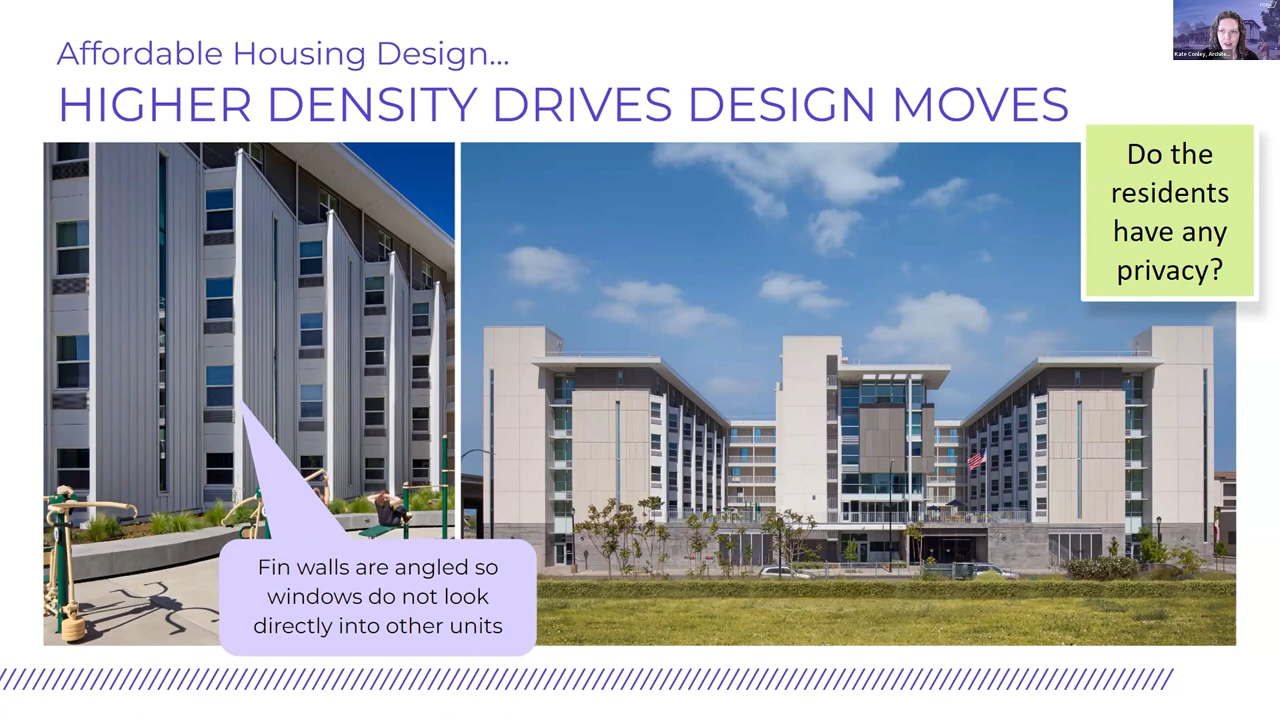 Affordable Housing Design...
HIGHER DENSITY DRIVES DESIGN MOVES
Kate Conley, Archite...
Do the
residents
have any
privacy?
Fin walls are angled so
windows do not look
directly into other units